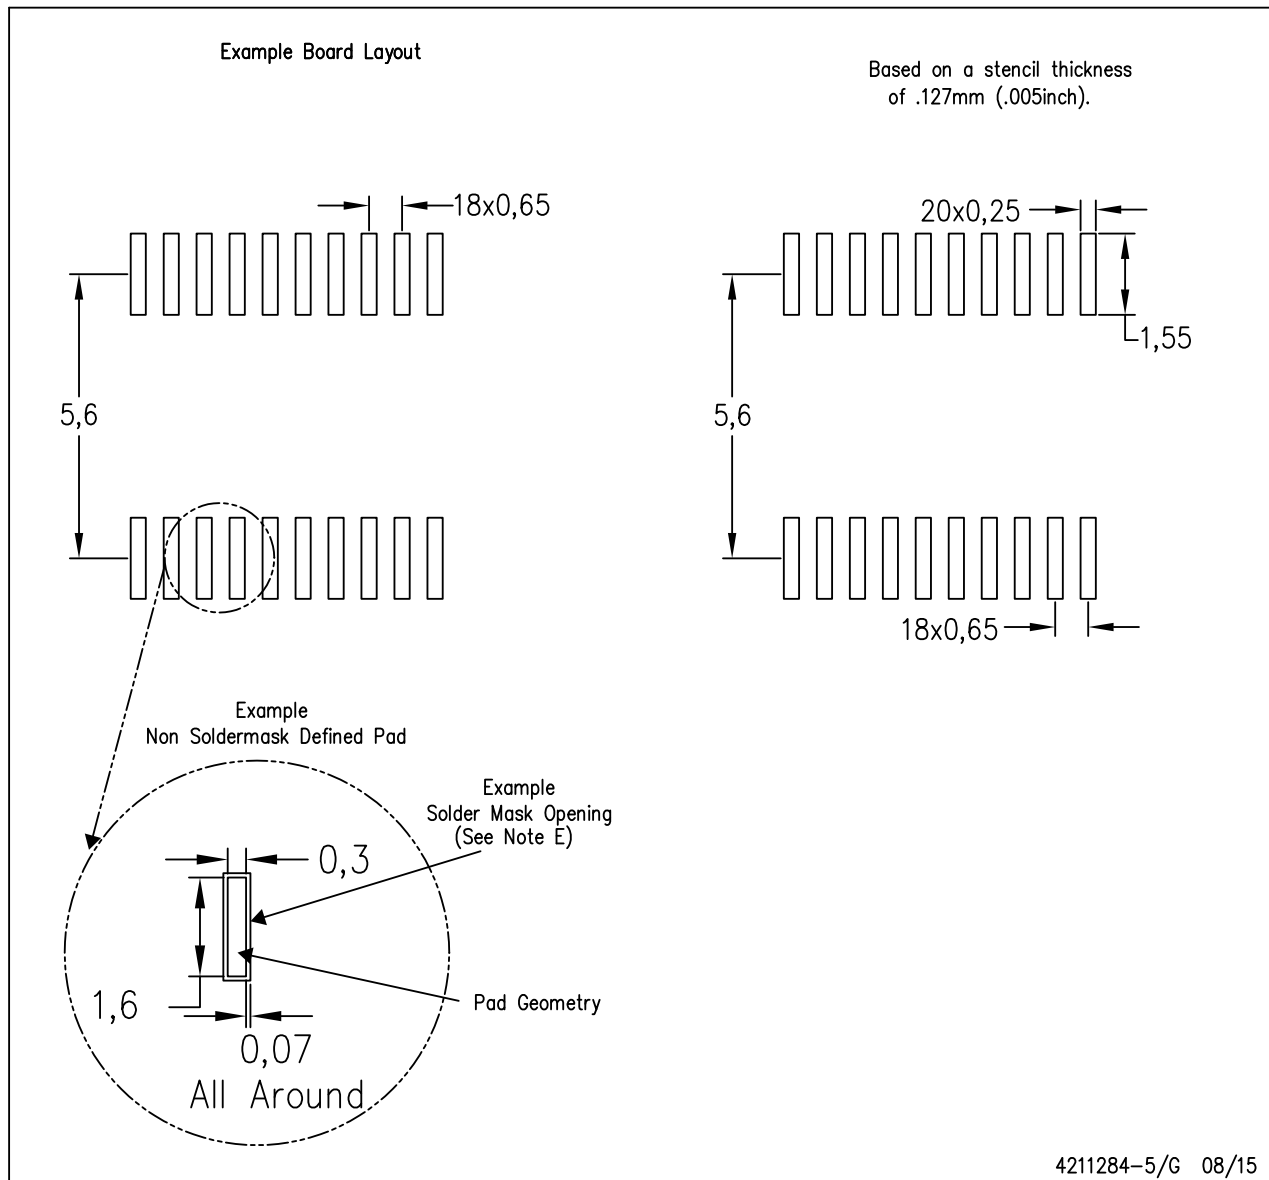 Example Board Layout
Based on a stencil thickness
of .127mm (.005inch).
18x0,65
20x0,25
1,55
5,6
5,6
18x0,65
Example
Non Soldermask Defined Pad
Example
Solder Mask Opening
(See Note E)
0,3
Pad Geometry
1,6
0,07
All Around
4211284-5/G 08/15